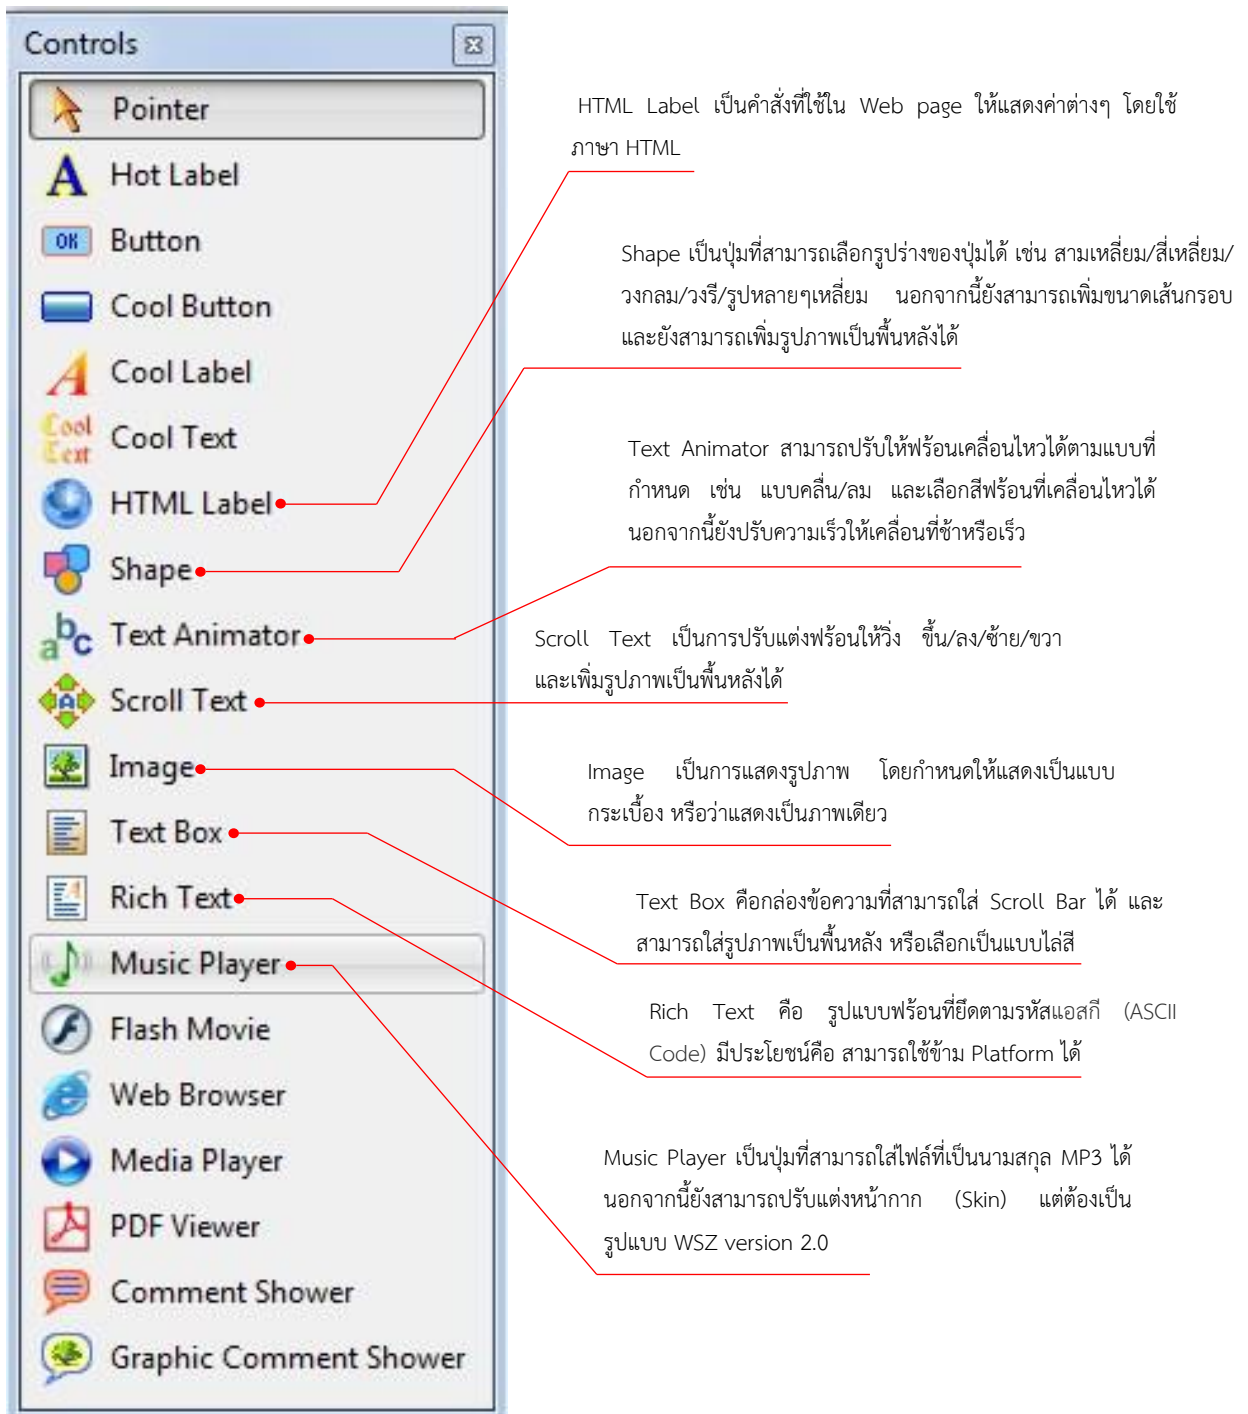 Controls
Pointer
Hot Label
Button
OK
Cool Button
Cool Label
A
Cool Text
Cool
Text
HTML Label
Shape
Text Animator
abc
Scroll Text
A
Image
Text Box
Rich Text
Music Player
Flash Movie
Web Browser
Media Player
PDF Viewer
Comment Shower
Graphic Comment Shower
HTML Label เป็นคำสั่งที่ใช้ใน Web page ให้แสดงค่าต่างๆ โดยใช้
ภาษา HTML
Shape เป็นปุ่มที่สามารถเลือกรูปร่างของปุ่มได้ เช่น สามเหลี่ยม/สี่เหลี่ยม/
วงกลม/วงรี/รูปหลายๆเหลี่ยม นอกจากนี้ยังสามารถเพิ่มขนาดเส้นกรอบ
และยังสามารถเพิ่มรูปภาพเป็นพื้นหลังได้
Text Animator สามารถปรับให้ฟร้อนเคลื่อนไหวได้ตามแบบที่
กำหนด เช่น แบบคลื่น/ลม และเลือกสีฟร้อนที่เคลื่อนไหวได้
นอกจากนี้ยังปรับความเร็วให้เคลื่อนที่ช้าหรือเร็ว
Scroll Text เป็นการปรับแต่งฟร้อนให้วิ่ง ขึ้น/ลง/ซ้าย/ขวา
และเพิ่มรูปภาพเป็นพื้นหลังได้
Image เป็นการแสดงรูปภาพ โดยกำหนดให้แสดงเป็นแบบ
กระเบื้อง หรือว่าแสดงเป็นภาพเดียว
Text Box คือกล่องข้อความที่สามารถใส่ Scroll Bar ได้ และ
สามารถใส่รูปภาพเป็นพื้นหลัง หรือเลือกเป็นแบบไล่สี
Rich Text คือ รูปแบบฟร้อนที่ยึดตามรหัสแอสกี (ASCII
Code) มีประโยชน์คือ สามารถใช้ข้าม Platform ได้
Music Player เป็นปุ่มที่สามารถใส่ไฟล์ที่เป็นนามสกุล MP3 ได้
นอกจากนี้ยังสามารถปรับแต่งหน้ากาก (Skin) แต่ต้องเป็น
รูปแบบ WSZ version 2.0